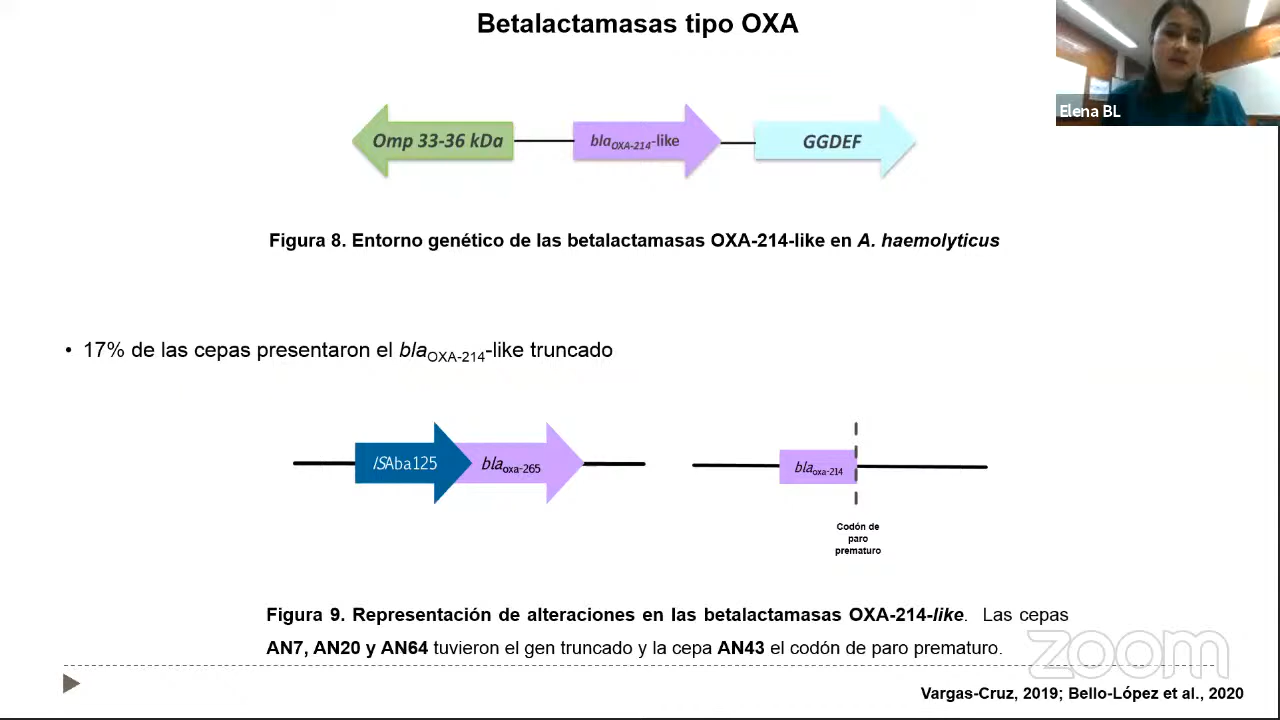 Betalactamasas tipo OXA
Elena BL
Omp 33-36 kDa
blaOXA-214-like
GGDEF
Figura 8. Entorno genético de las betalactamasas OXA-214-like en A. haemolyticus
• 17% de las cepas presentaron el blaOXA-214-like truncado
ISAba125
blaoxa-265
blaoxa-214
Codón de
paro
prematuro
Figura 9. Representación de alteraciones en las betalactamasas OXA-214-like. Las cepas
AN7, AN20 y AN64 tuvieron el gen truncado y la cepa AN43 el codón de paro prematuro.
zoom
Vargas-Cruz, 2019; Bello-López et al., 2020